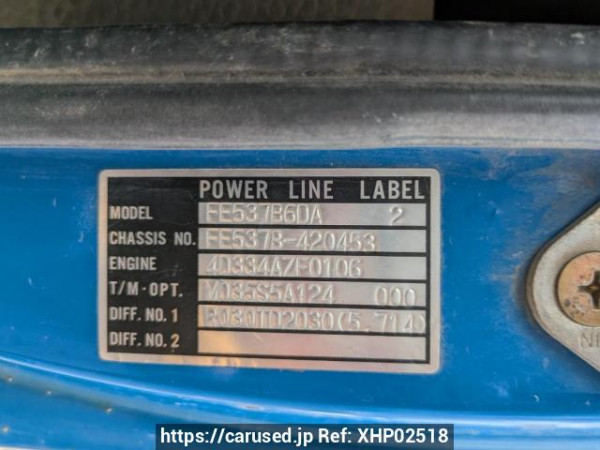 POWER LINE LABEL
MODEL FE537B6DA 2
CHASSIS NO. FE537B-420453
ENGINE 4D334AZF0106
T/M·OPT. M035S5A124 000
DIFF. NO. 1 R030TD2030(5.714)
DIFF. NO. 2
https://carused.jp Ref: XHP02518